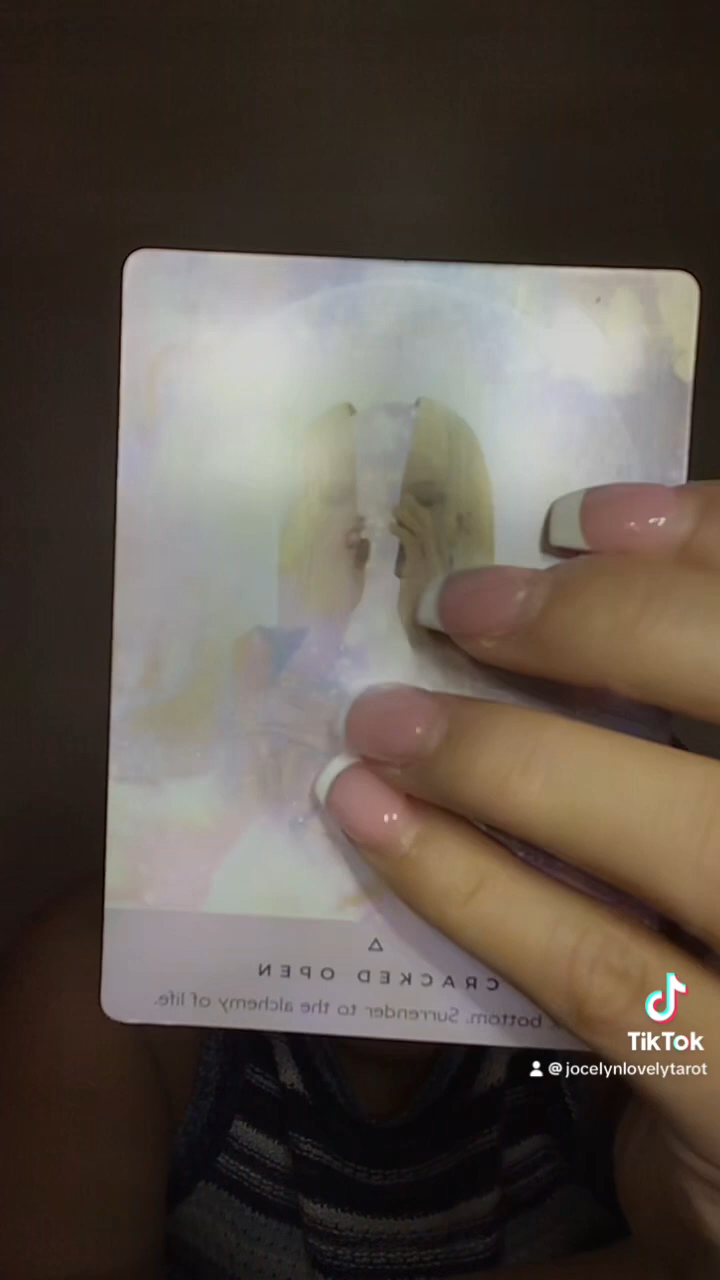 CRACKED OPEN
bottom. Surrender to the alchemy of life.
TikTok
@jocelynlovelytarot